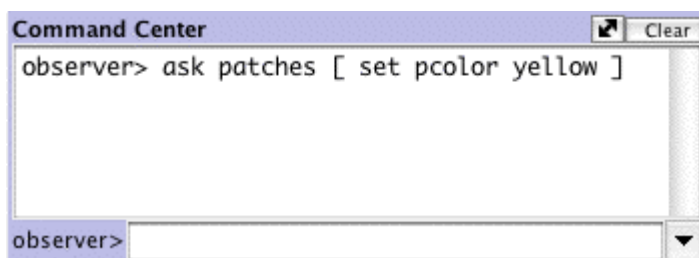 Command Center
Clear
observer> ask patches [ set pcolor yellow ]
observer>